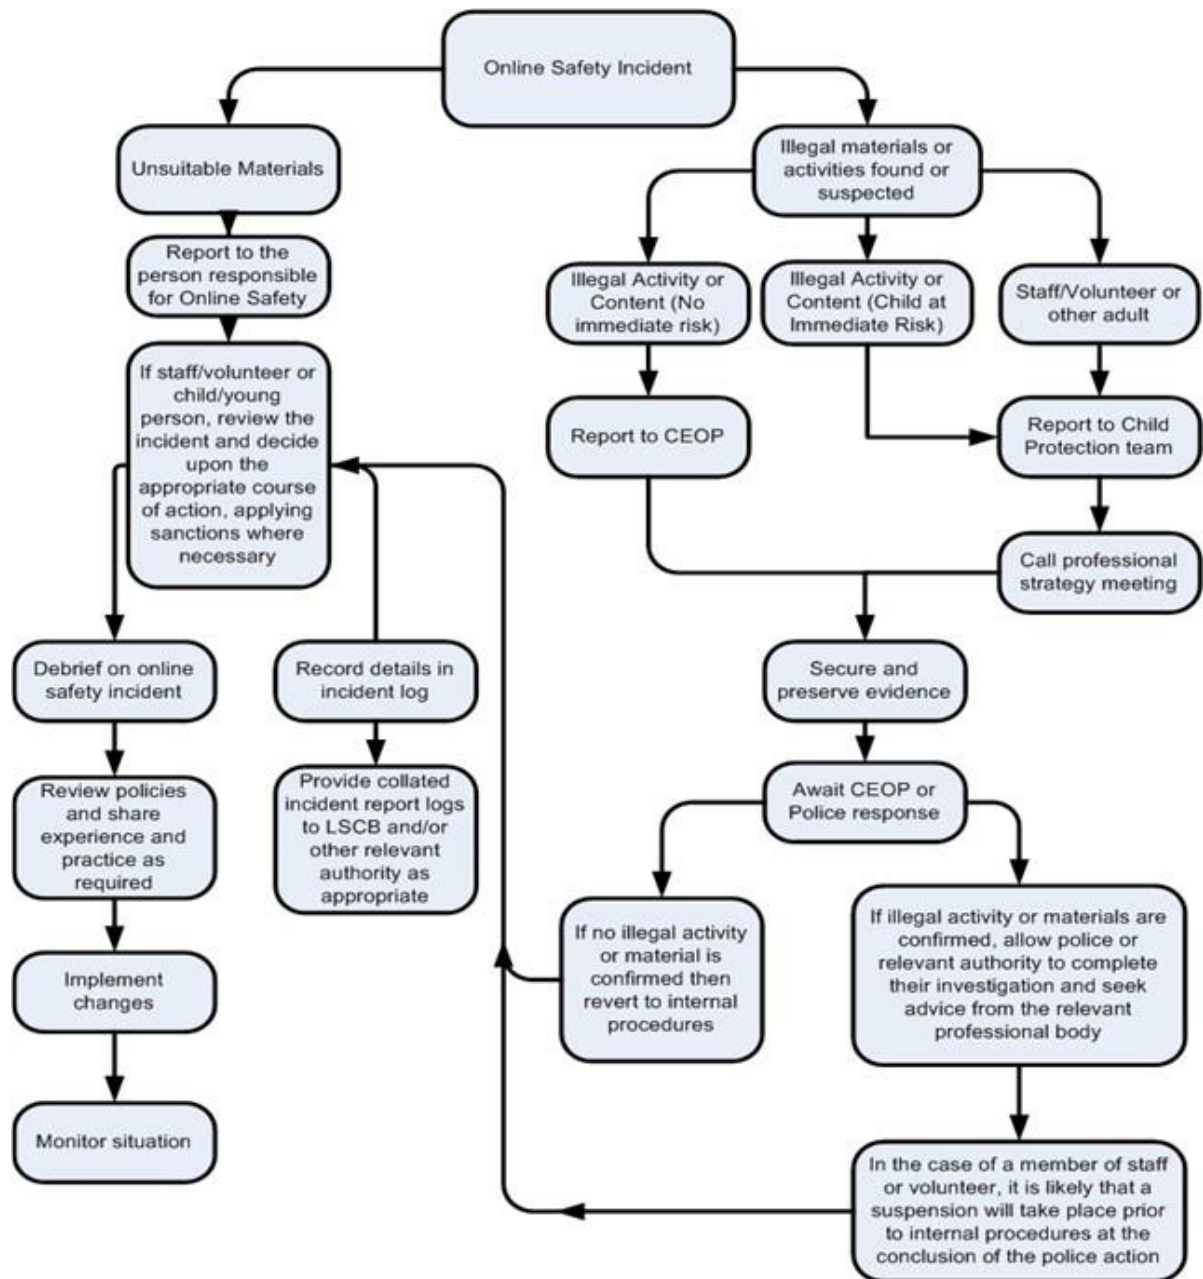 Online Safety Incident
Unsuitable Materials
Report to the
person responsible
for Online Safety
If staff/volunteer or
child/young
person, review the
incident and decide
upon the
appropriate course
of action, applying
sanctions where
necessary
Debrief on online
safety incident
Review policies
and share
experience and
practice as
required
Implement
changes
Monitor situation
Record details in
incident log
Provide collated
incident report logs
to LSCB and/or
other relevant
authority as
appropriate
Illegal materials or
activities found or
suspected
Illegal Activity or
Content (No
immediate risk)
Illegal Activity or
Content (Child at
Immediate Risk)
Staff/Volunteer or
other adult
Report to CEOP
Report to Child
Protection team
Call professional
strategy meeting
Secure and
preserve evidence
Await CEOP or
Police response
If no illegal activity
or material is
confirmed then
revert to internal
procedures
If illegal activity or materials are
confirmed, allow police or
relevant authority to complete
their investigation and seek
advice from the relevant
professional body
In the case of a member of staff
or volunteer, it is likely that a
suspension will take place prior
to internal procedures at the
conclusion of the police action